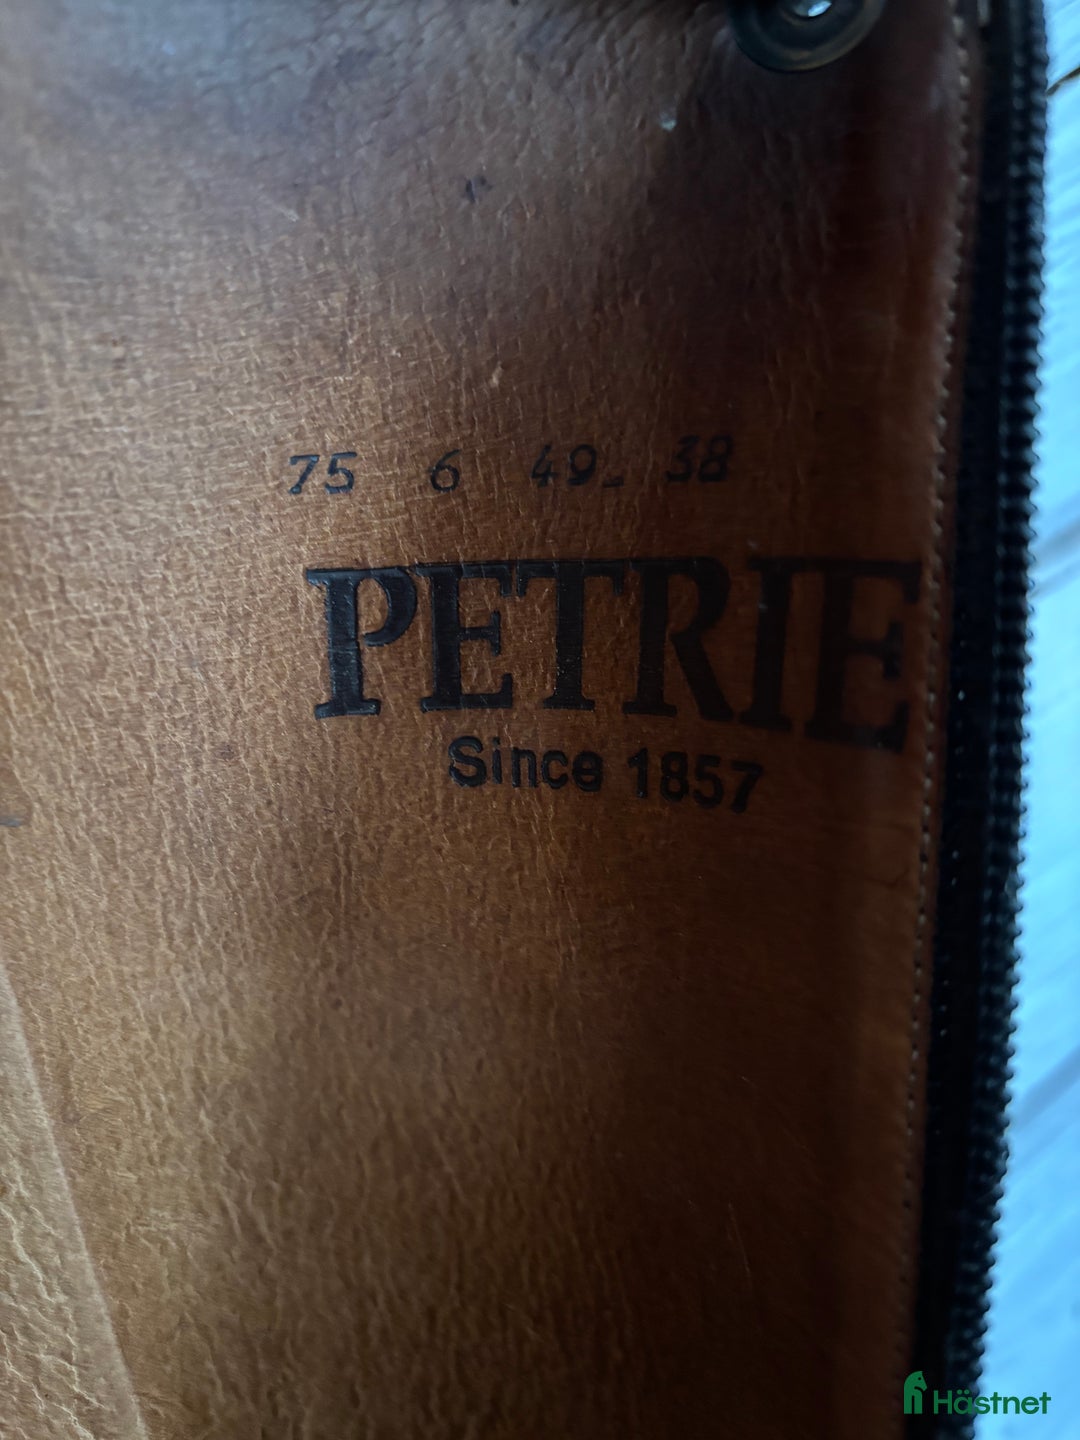 75 6 49_ 38
PETRIE
Since 1857
Hästnet